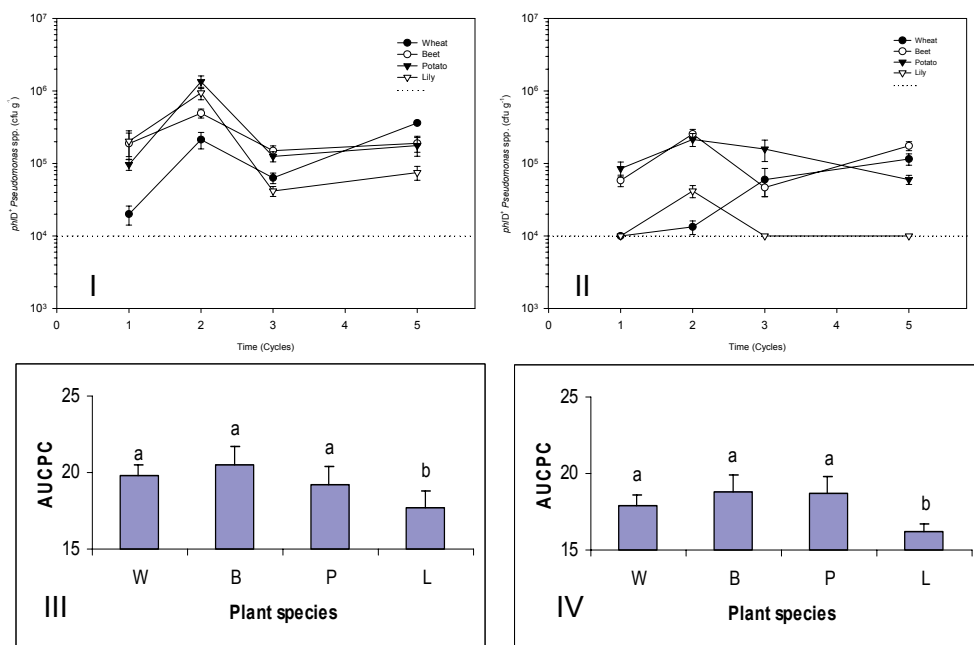 10⁷
10⁶
10⁵
10⁴
10³
phlD⁺ Pseudomonas spp. (cfu g⁻¹)
Wheat
Beet
Potato
Lily
I
0 1 2 3 4 5
Time (Cycles)
10⁷
10⁶
10⁵
10⁴
10³
phlD⁺ Pseudomonas spp. (cfu g⁻¹)
Wheat
Beet
Potato
Lily
II
0 1 2 3 4 5
Time (Cycles)
25
20
15
AUCPC
a a a b
W B P L
III
Plant species
25
20
15
AUCPC
a a a b
W B P L
IV
Plant species